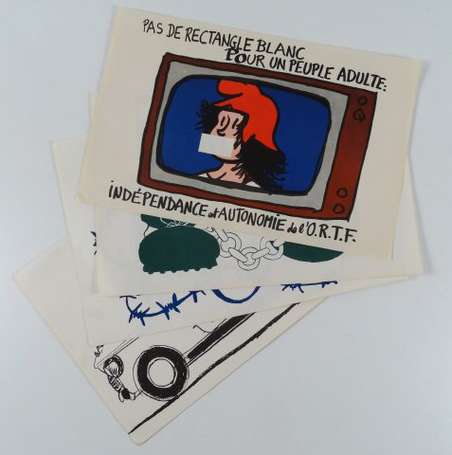 PAS DE RECTANGLE BLANC
POUR UN PEUPLE ADULTE:
iNDÉPENDANCE et AUTONOMIE de l'O.R.T.F.